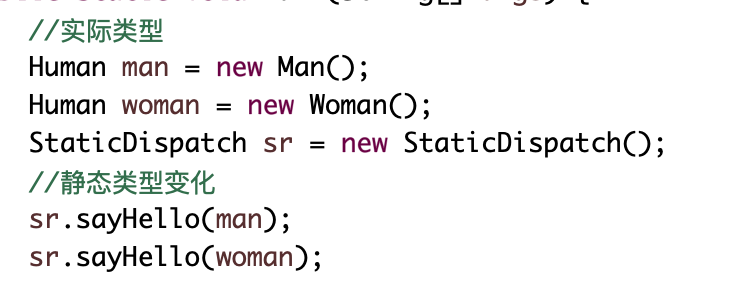 //实际类型
Human man = new Man();
Human woman = new Woman();
StaticDispatch sr = new StaticDispatch();
//静态类型变化
sr.sayHello(man);
sr.sayHello(woman);